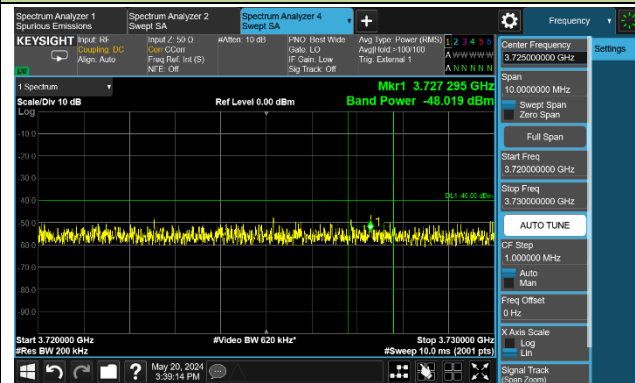 Spectrum Analyzer 1
Spurious Emissions
Spectrum Analyzer 2
Swept SA
Spectrum Analyzer 4
Swept SA
Frequency
KEYSIGHT
Input: RF
Coupling: DC
Align: Auto
Input Z: 50 Ω
Corr CCorr
Freq Ref: Int (S)
NFE: Off
#Atten: 10 dB
PNO: Best Wide
Gate: LO
IF Gain: Low
Sig Track: Off
Avg Type: Power (RMS)
Avg|Hold:>100/100
Trig: External 1
1 2 3 4 5 6
A W W W W W
A N N N N N
LXI
1 Spectrum
Scale/Div 10 dB
Log
Ref Level 0.00 dBm
Mkr1 3.727 295 GHz
Band Power -48.019 dBm
-10.0
-20.0
-30.0
-40.0
-50.0
-60.0
-70.0
-80.0
-90.0
DL1 -46.00 dBm
1
Start 3.720000 GHz
#Res BW 200 kHz
#Video BW 620 kHz*
Stop 3.730000 GHz
#Sweep 10.0 ms (2001 pts)
May 20, 2024
3:39:14 PM
Center Frequency
3.725000000 GHz
Settings
Span
10.0000000 MHz
Swept Span
Zero Span
Full Span
Start Freq
3.720000000 GHz
Stop Freq
3.730000000 GHz
AUTO TUNE
CF Step
1.000000 MHz
Auto
Man
Freq Offset
0 Hz
X Axis Scale
Log
Lin
Signal Track
(Span Zoom)